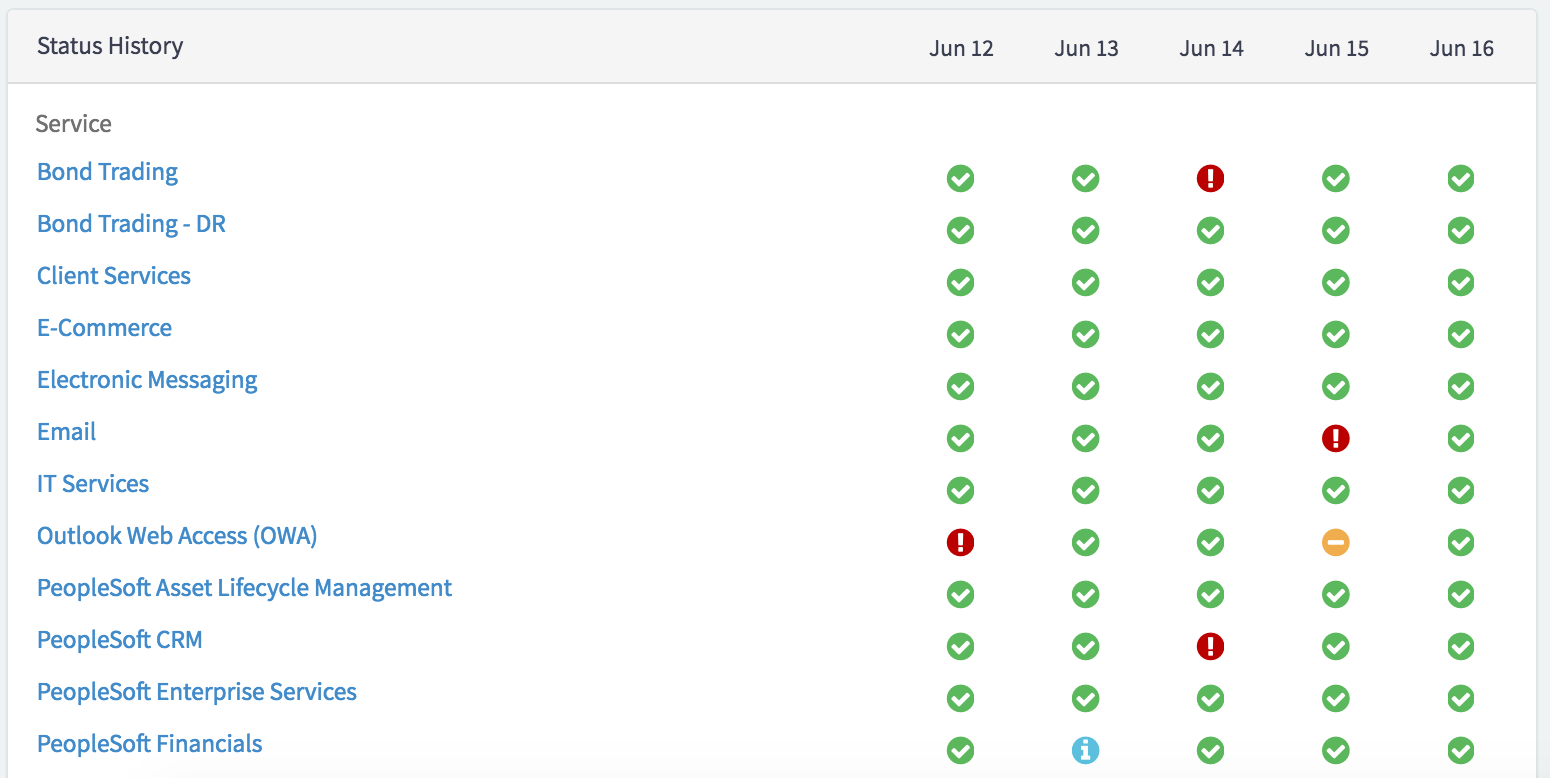 Status History Jun 12 Jun 13 Jun 14 Jun 15 Jun 16
Service
Bond Trading
Bond Trading - DR
Client Services
E-Commerce
Electronic Messaging
Email
IT Services
Outlook Web Access (OWA)
PeopleSoft Asset Lifecycle Management
PeopleSoft CRM
PeopleSoft Enterprise Services
PeopleSoft Financials